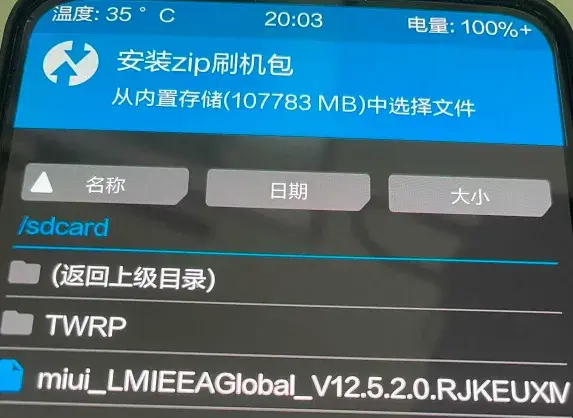 温度: 35 °C 20:03 电量: 100%+
安装zip刷机包
从内置存储(107783 MB)中选择文件
名称 日期 大小
/sdcard
(返回上级目录)
TWRP
miui_LMIEEAGlobal_V12.5.2.0.RJKEUXM